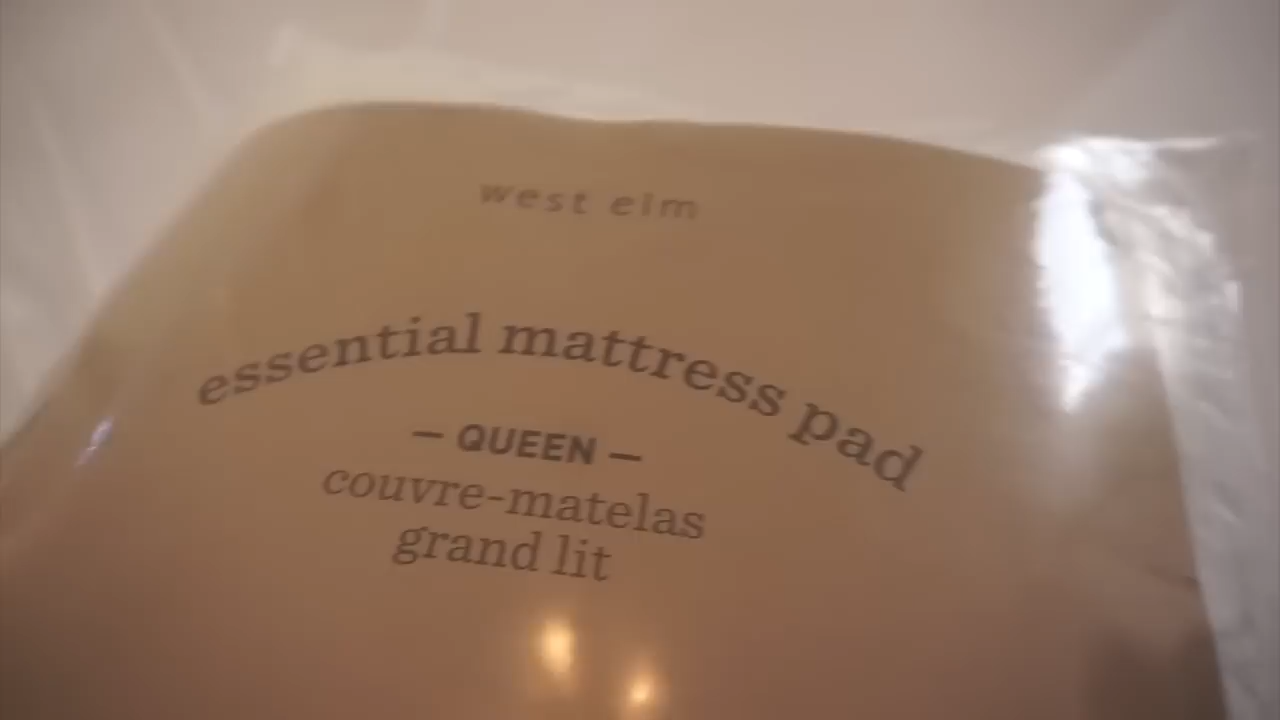 west elm
essential mattress pad
— QUEEN —
couvre-matelas
grand lit